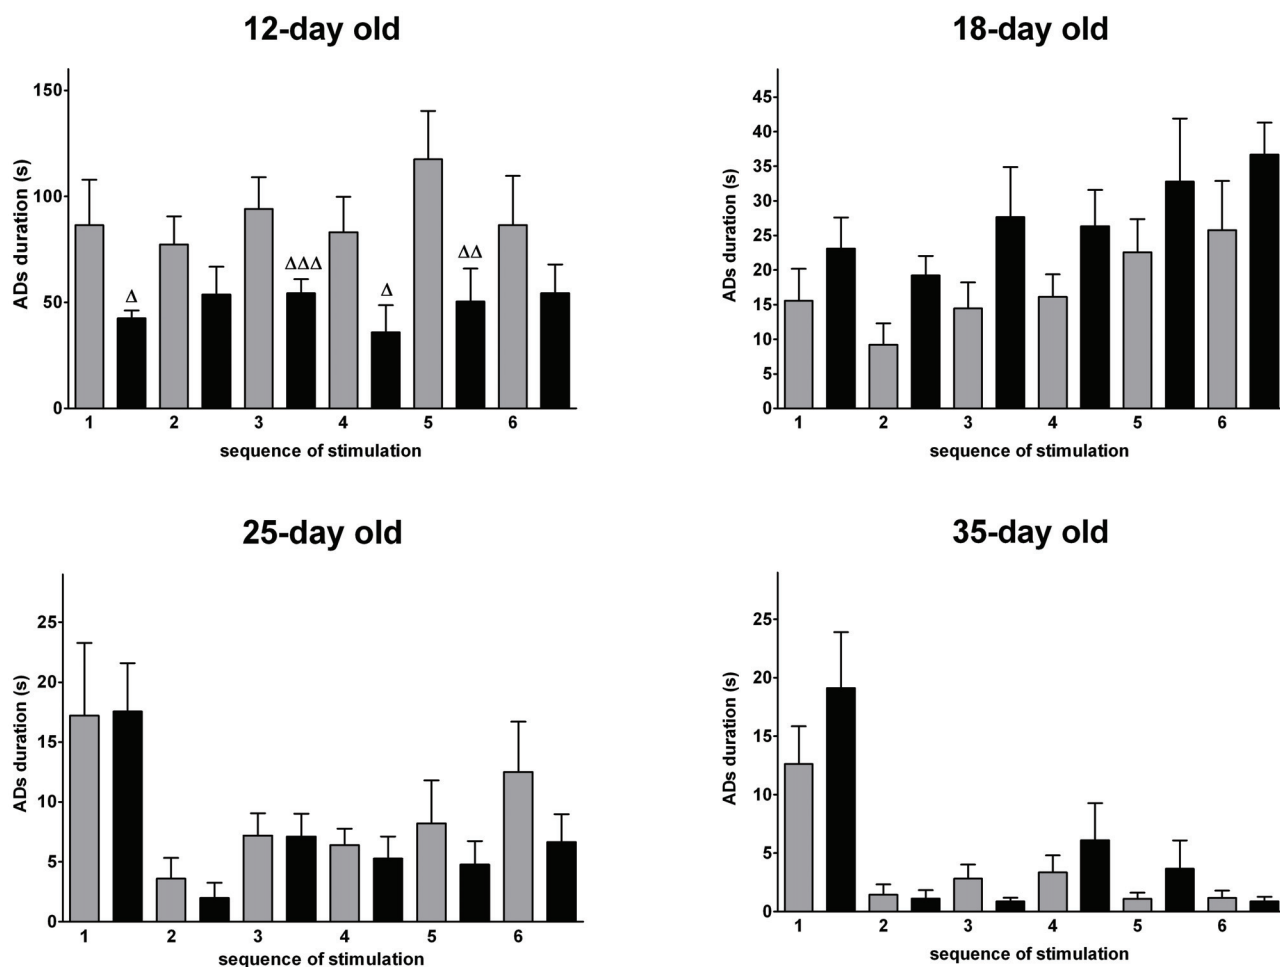 12-day old
ADs duration (s)
150
100
50
0
Δ
ΔΔΔ
Δ
ΔΔ
1 2 3 4 5 6
sequence of stimulation
18-day old
ADs duration (s)
45
40
35
30
25
20
15
10
5
0
1 2 3 4 5 6
sequence of stimulation
25-day old
ADs duration (s)
25
20
15
10
5
0
1 2 3 4 5 6
sequence of stimulation
35-day old
ADs duration (s)
25
20
15
10
5
0
1 2 3 4 5 6
sequence of stimulation